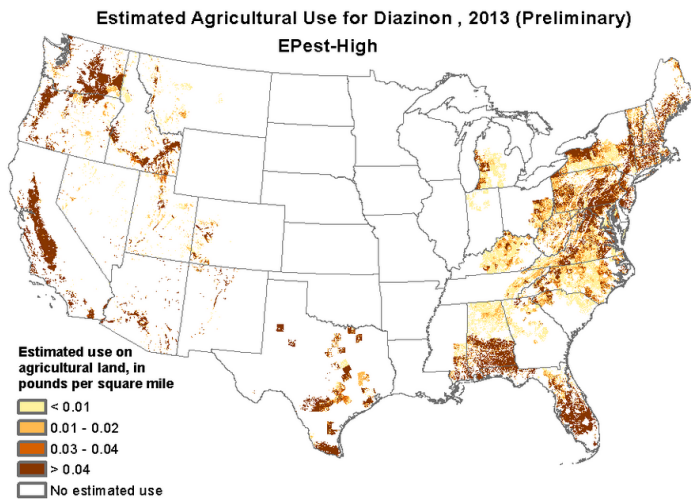 Estimated Agricultural Use for Diazinon , 2013 (Preliminary)
EPest-High
Estimated use on
agricultural land, in
pounds per square mile
< 0.01
0.01 - 0.02
0.03 - 0.04
> 0.04
No estimated use